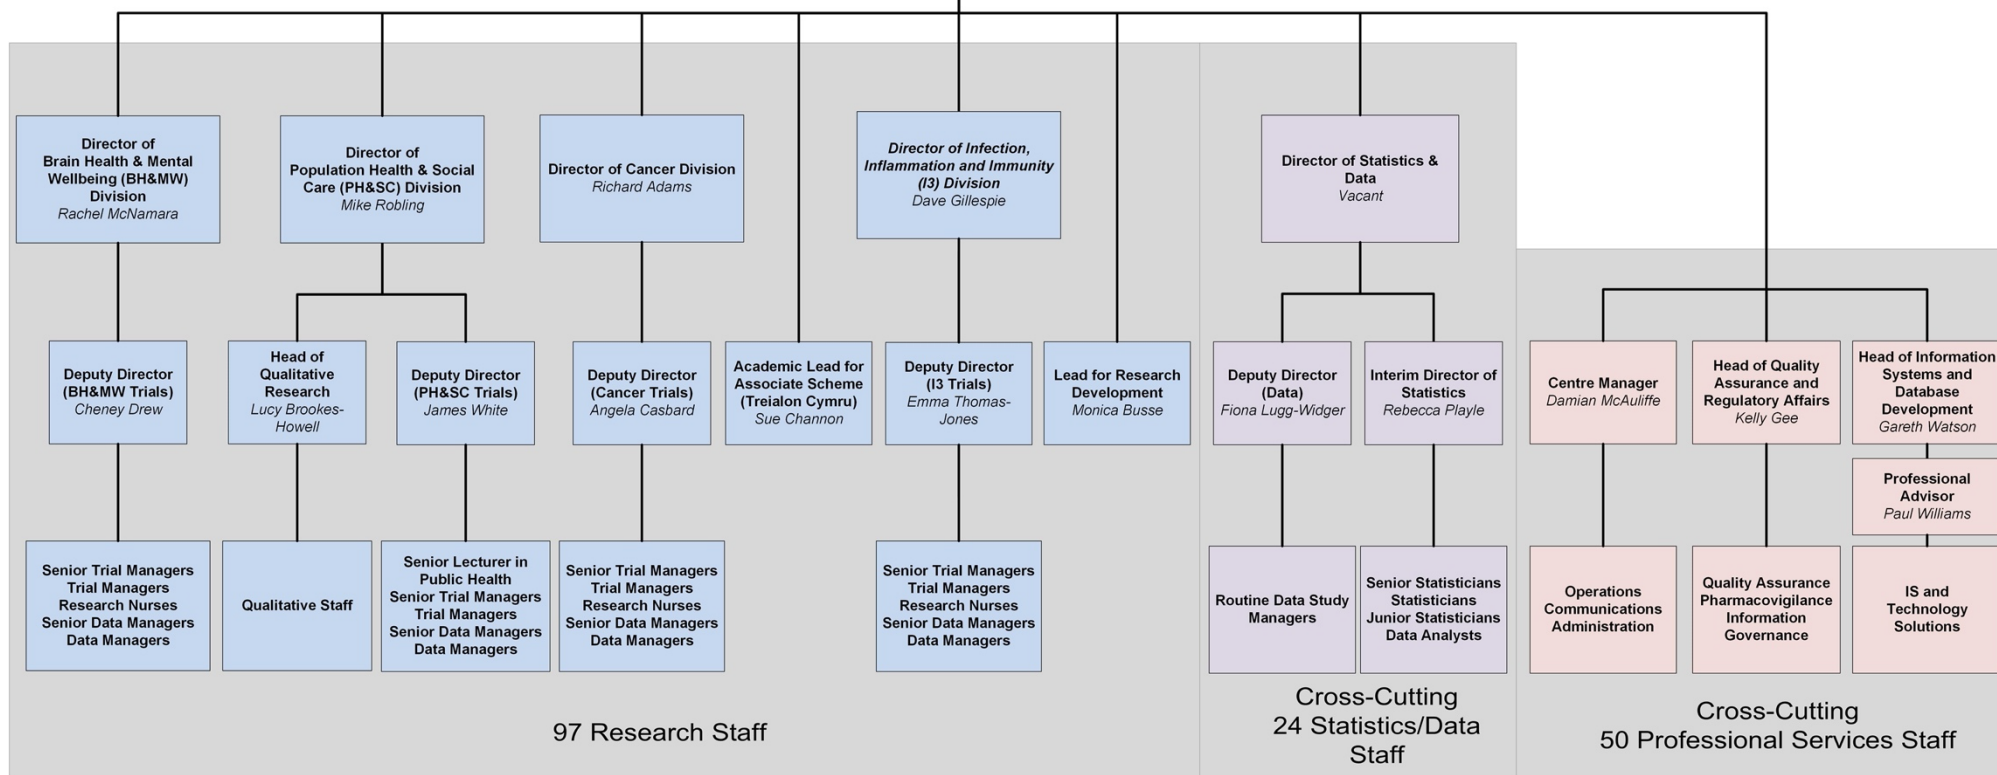 Director of
Brain Health & Mental
Wellbeing (BH&MW)
Division
Rachel McNamara
Director of
Population Health & Social
Care (PH&SC) Division
Mike Robling
Director of Cancer Division
Richard Adams
Director of Infection,
Inflammation and Immunity
(I3) Division
Dave Gillespie
Director of Statistics &
Data
Vacant
Deputy Director
(BH&MW Trials)
Cheney Drew
Head of
Qualitative
Research
Lucy Brookes-
Howell
Deputy Director
(PH&SC Trials)
James White
Deputy Director
(Cancer Trials)
Angela Casbard
Academic Lead for
Associate Scheme
(Treialon Cymru)
Sue Channon
Deputy Director
(I3 Trials)
Emma Thomas-
Jones
Lead for Research
Development
Monica Busse
Deputy Director
(Data)
Fiona Lugg-Widger
Interim Director of
Statistics
Rebecca Playle
Centre Manager
Damian McAuliffe
Head of Quality
Assurance and
Regulatory Affairs
Kelly Gee
Head of Information
Systems and
Database
Development
Gareth Watson
Professional
Advisor
Paul Williams
Senior Trial Managers
Trial Managers
Research Nurses
Senior Data Managers
Data Managers
Qualitative Staff
Senior Lecturer in
Public Health
Senior Trial Managers
Trial Managers
Senior Data Managers
Data Managers
Senior Trial Managers
Trial Managers
Research Nurses
Senior Data Managers
Data Managers
Senior Trial Managers
Trial Managers
Research Nurses
Senior Data Managers
Data Managers
Routine Data Study
Managers
Senior Statisticians
Statisticians
Junior Statisticians
Data Analysts
Operations
Communications
Administration
Quality Assurance
Pharmacovigilance
Information
Governance
IS and
Technology
Solutions
97 Research Staff
Cross-Cutting
24 Statistics/Data
Staff
Cross-Cutting
50 Professional Services Staff